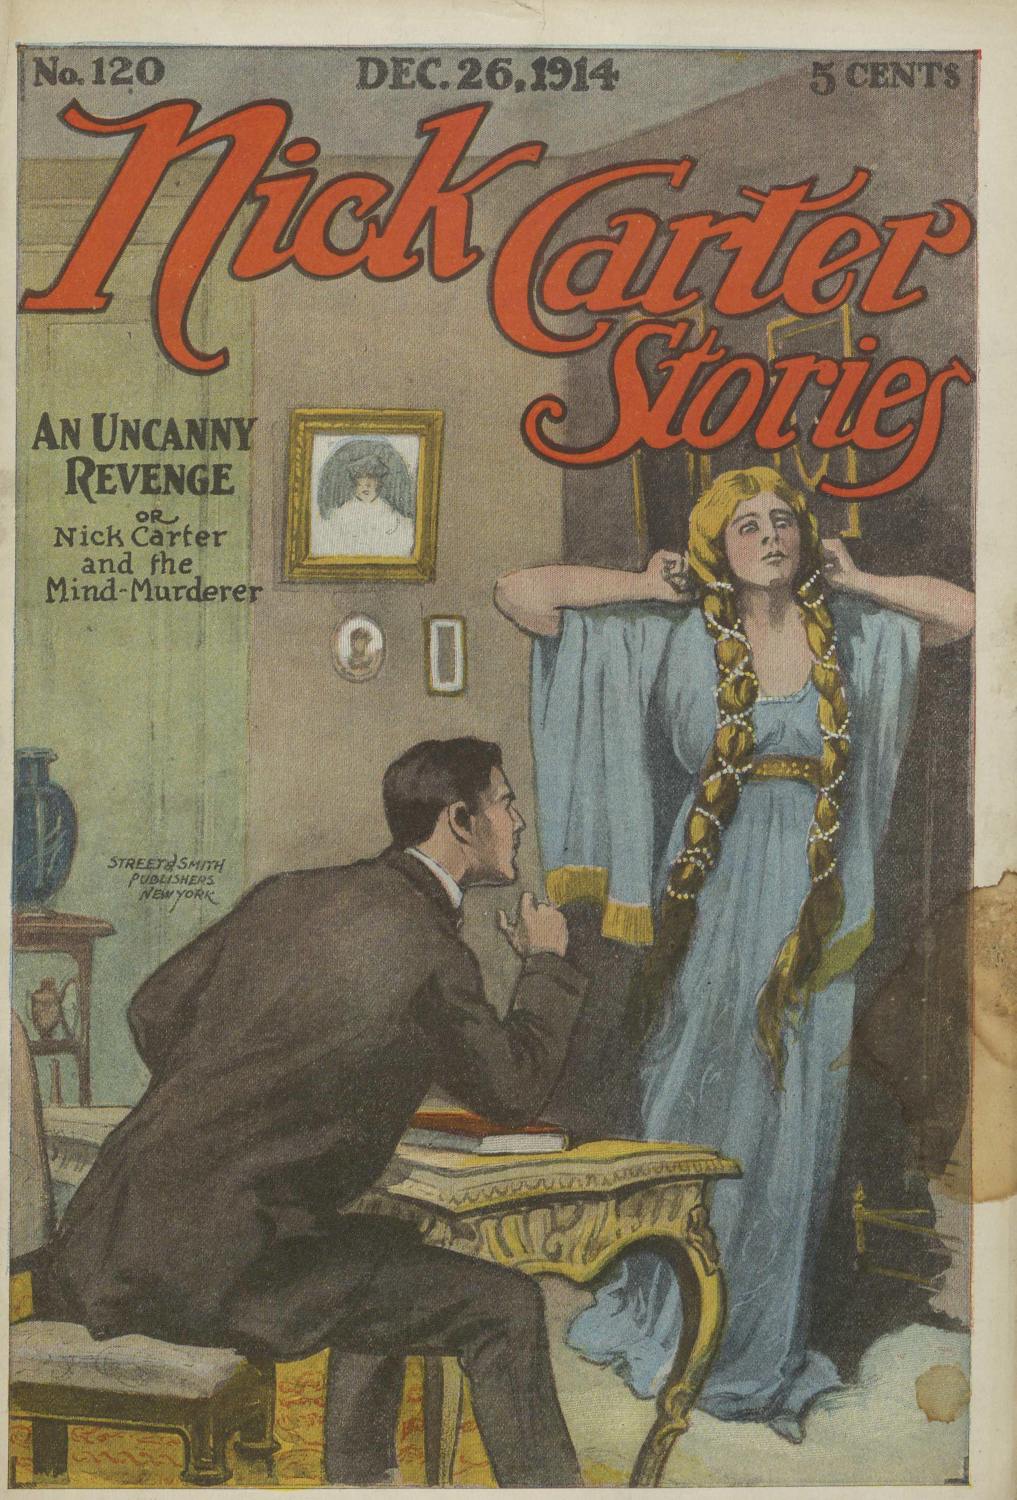 No. 120 DEC. 26, 1914 5 CENTS
Nick Carter
Stories
AN UNCANNY
REVENGE
OR
Nick Carter
and the
Mind-Murderer
STREET & SMITH
PUBLISHERS
NEW YORK